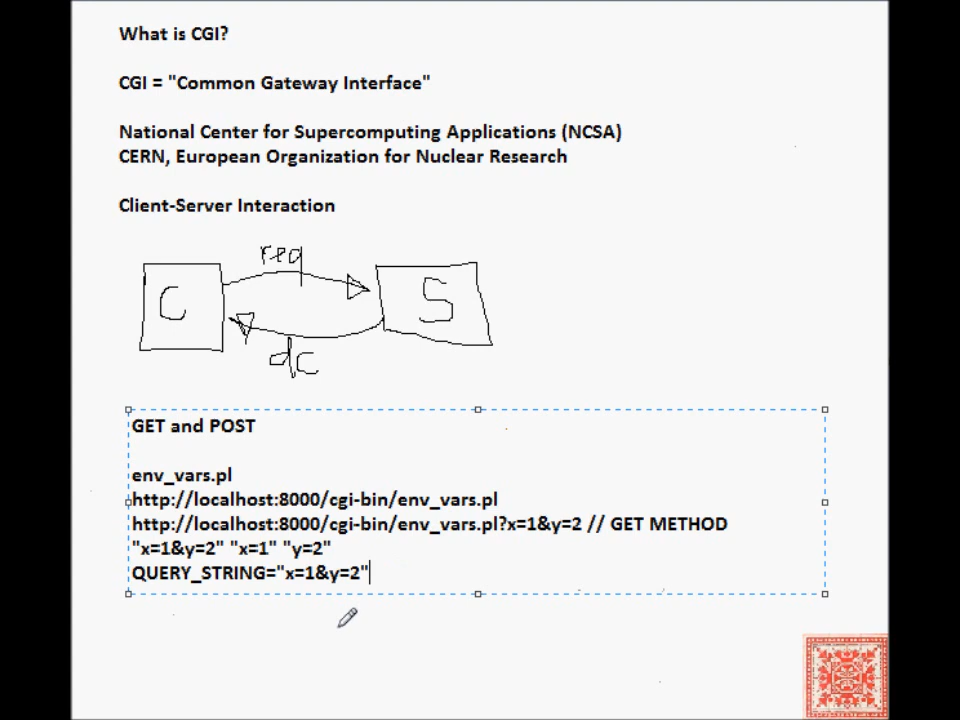 What is CGI?
CGI = "Common Gateway Interface"
National Center for Supercomputing Applications (NCSA)
CERN, European Organization for Nuclear Research
Client-Server Interaction
req
C
S
dc
GET and POST
env_vars.pl
http://localhost:8000/cgi-bin/env_vars.pl
http://localhost:8000/cgi-bin/env_vars.pl?x=1&y=2 // GET METHOD
"x=1&y=2" "x=1" "y=2"
QUERY_STRING="x=1&y=2"